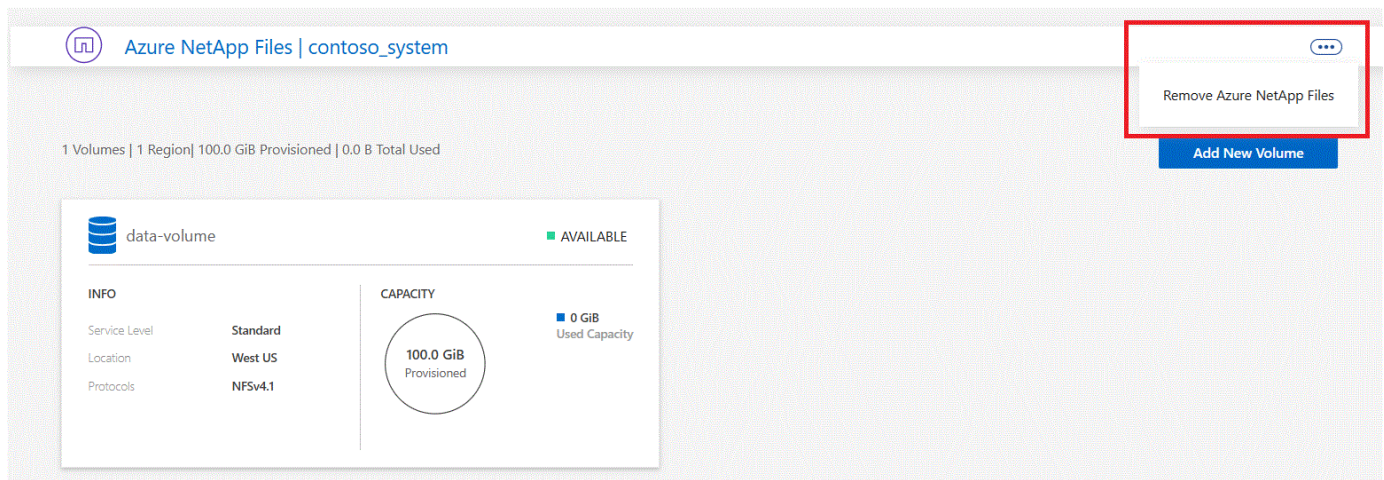 Azure NetApp Files | contoso_system
Remove Azure NetApp Files
1 Volumes | 1 Region| 100.0 GiB Provisioned | 0.0 B Total Used
Add New Volume
data-volume
AVAILABLE
INFO
Service Level Standard
Location West US
Protocols NFSv4.1
CAPACITY
100.0 GiB
Provisioned
0 GiB
Used Capacity